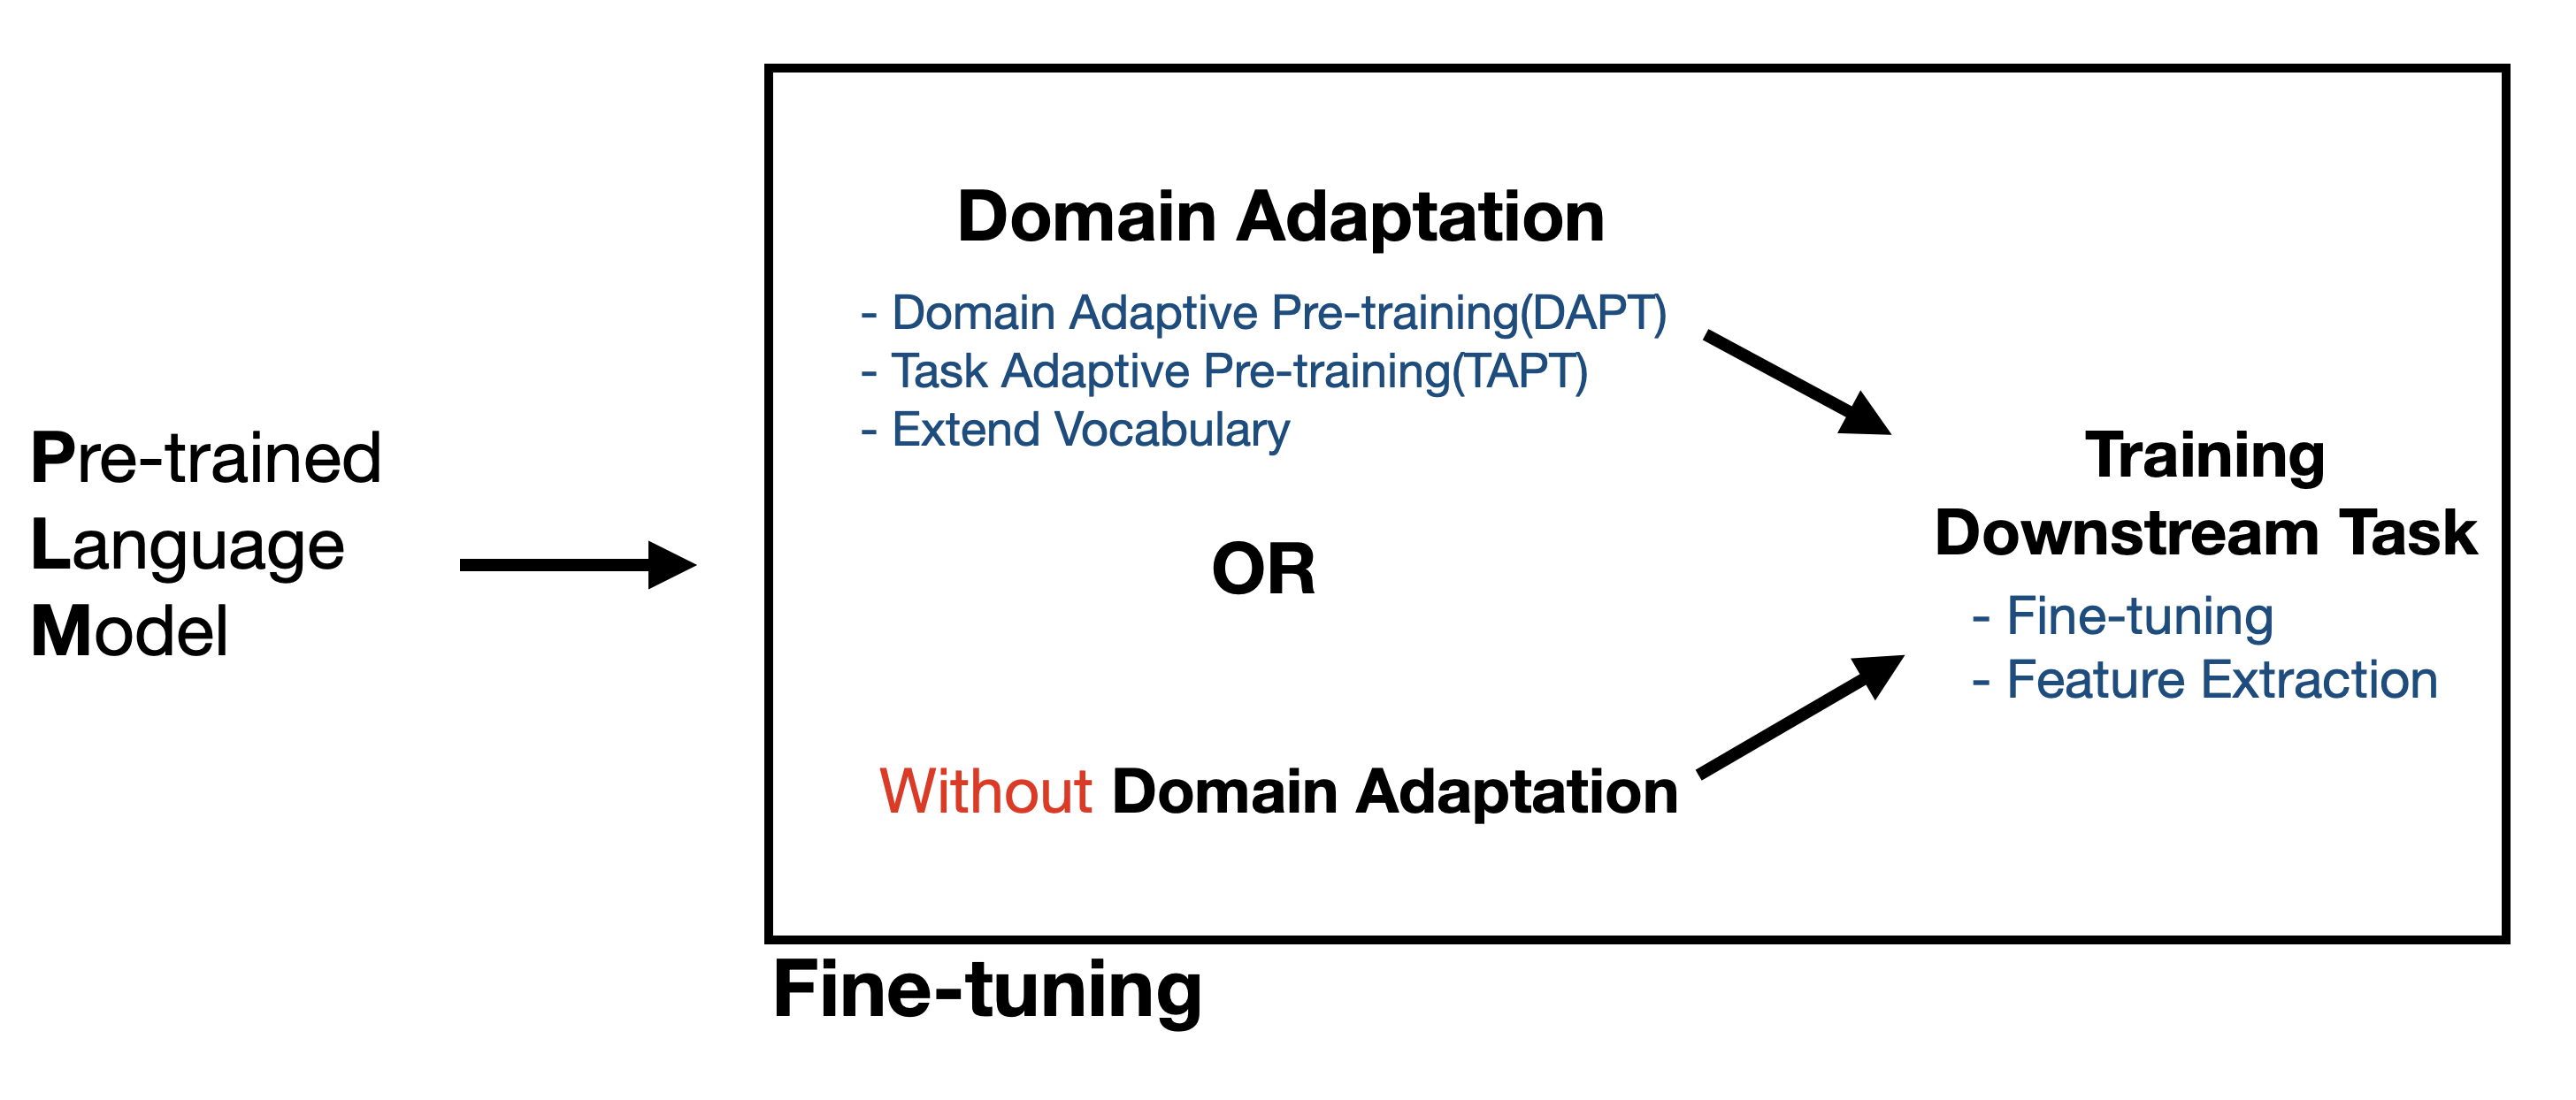 Pre-trained
Language
Model
Domain Adaptation
- Domain Adaptive Pre-training(DAPT)
- Task Adaptive Pre-training(TAPT)
- Extend Vocabulary
OR
Without Domain Adaptation
Training
Downstream Task
- Fine-tuning
- Feature Extraction
Fine-tuning